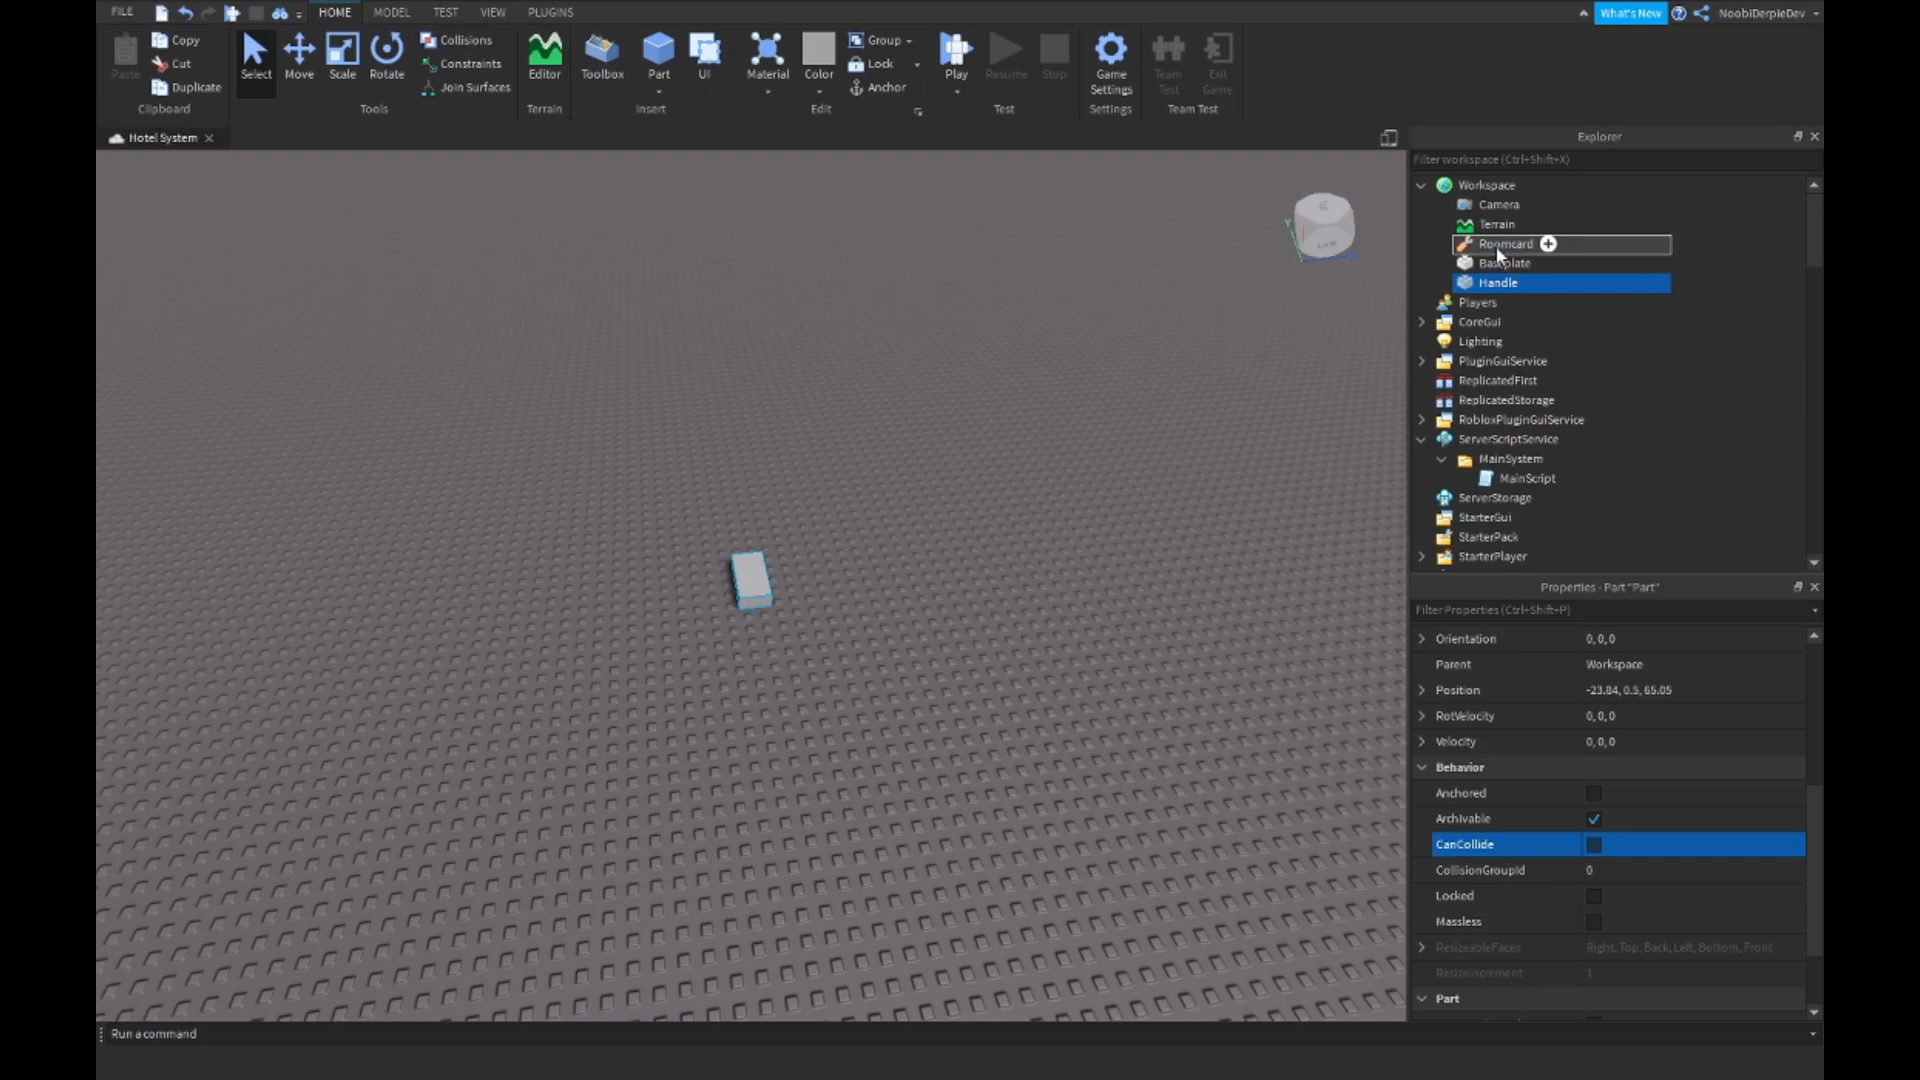 FILE HOME MODEL TEST VIEW PLUGINS What's New NoobiDerpieDev
Copy Collisions Group
Cut Constraints Lock
Paste Select Move Scale Rotate Editor Toolbox Part UI Material Color Play Resume Stop Game Settings Team Test Exit Game
Duplicate Join Surfaces Anchor
Clipboard Tools Terrain Insert Edit Test Settings Team Test
Hotel System
Explorer
Filter workspace (Ctrl+Shift+X)
Workspace
Camera
Terrain
Roomcard
Baseplate
Handle
Players
CoreGui
Lighting
PluginGuiService
ReplicatedFirst
ReplicatedStorage
RobloxPluginGuiService
ServerScriptService
MainSystem
MainScript
ServerStorage
StarterGui
StarterPack
StarterPlayer
Properties - Part "Part"
Filter Properties (Ctrl+Shift+P)
Orientation 0, 0, 0
Parent Workspace
Position -23.84, 0.5, 65.05
RotVelocity 0, 0, 0
Velocity 0, 0, 0
Behavior
Anchored
Archivable
CanCollide
CollisionGroupId 0
Locked
Massless
ResizeableFaces Right, Top, Back, Left, Bottom, Front
ResizeIncrement 1
Part
Run a command